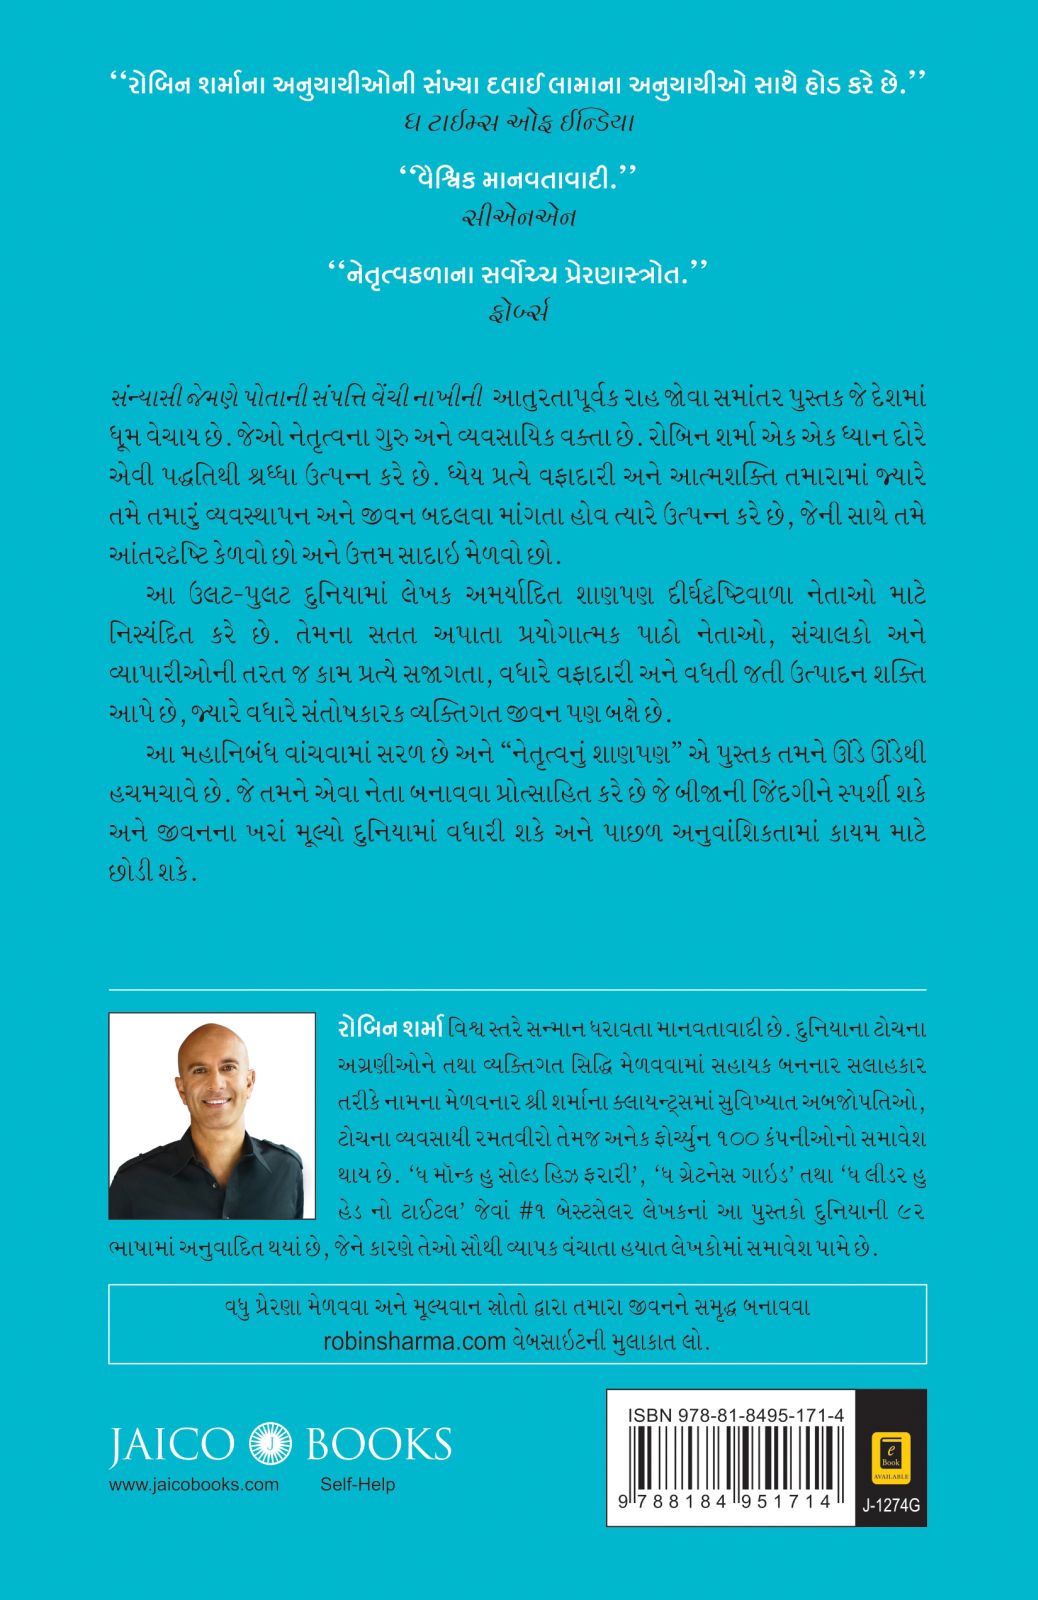 “રોબિન શર્માના અનુયાયીઓની સંખ્યા દલાઈ લામાના અનુયાયીઓ સાથે હોડ કરે છે.”
ધ ટાઈમ્સ ઓફ ઈન્ડિયા
“વૈશ્વિક માનવતાવાદી.”
સીએનએન
“નેતૃત્વકળાના સર્વોચ્ચ પ્રેરણાસ્ત્રોત.”
ફોર્બ્સ
સંન્યાસી જેમણે પોતાની સંપત્તિ વેંચી નાખીની આતુરતાપૂર્વક રાહ જોવા સમાંતર પુસ્તક જે દેશમાં
ધૂમ વેચાય છે. જેઓ નેતૃત્વના ગુરુ અને વ્યવસાયિક વક્તા છે. રોબિન શર્મા એક એક ધ્યાન દોરે
એવી પદ્ધતિથી શ્રધ્ધા ઉત્પન્ન કરે છે. ધ્યેય પ્રત્યે વફાદારી અને આત્મશક્તિ તમારામાં જ્યારે
તમે તમારું વ્યવસ્થાપન અને જીવન બદલવા માંગતા હોવ ત્યારે ઉત્પન્ન કરે છે, જેની સાથે તમે
આંતરદૃષ્ટિ કેળવો છો અને ઉત્તમ સાદાઇ મેળવો છો.
આ ઉલટ-પુલટ દુનિયામાં લેખક અમર્યાદિત શાણપણ દીર્ઘદૃષ્ટિવાળા નેતાઓ માટે
નિસ્યંદિત કરે છે. તેમના સતત અપાતા પ્રયોગાત્મક પાઠો નેતાઓ, સંચાલકો અને
વ્યાપારીઓની તરત જ કામ પ્રત્યે સજાગતા, વધારે વફાદારી અને વધતી જતી ઉત્પાદન શક્તિ
આપે છે, જ્યારે વધારે સંતોષકારક વ્યક્તિગત જીવન પણ બક્ષે છે.
આ મહાનિબંધ વાંચવામાં સરળ છે અને “નેતૃત્વનું શાણપણ” એ પુસ્તક તમને ઊંડે ઊંડેથી
હચમચાવે છે. જે તમને એવા નેતા બનાવવા પ્રોત્સાહિત કરે છે જે બીજાની જિંદગીને સ્પર્શી શકે
અને જીવનના ખરાં મૂલ્યો દુનિયામાં વધારી શકે અને પાછળ અનુવાંશિકતામાં કાયમ માટે
છોડી શકે.
રોબિન શર્મા વિશ્વ સ્તરે સન્માન ધરાવતા માનવતાવાદી છે. દુનિયાના ટોચના
અગ્રણીઓને તથા વ્યક્તિગત સિદ્ધિ મેળવવામાં સહાયક બનનાર સલાહકાર
તરીકે નામના મેળવનાર શ્રી શર્માના ક્લાયન્ટ્સમાં સુવિખ્યાત અબજોપતિઓ,
ટોચના વ્યવસાયી રમતવીરો તેમજ અનેક ફોર્ચ્યુન ૧૦૦ કંપનીઓનો સમાવેશ
થાય છે. ‘ધ મૉન્ક હુ સોલ્ડ હિઝ ફરારી’, ‘ધ ગ્રેટનેસ ગાઇડ’ તથા ‘ધ લીડર હુ
હેડ નો ટાઈટલ’ જેવાં #૧ બેસ્ટસેલર લેખકનાં આ પુસ્તકો દુનિયાની ૯૨
ભાષામાં અનુવાદિત થયાં છે, જેને કારણે તેઓ સૌથી વ્યાપક વંચાતા હયાત લેખકોમાં સમાવેશ પામે છે.
વધુ પ્રેરણા મેળવવા અને મૂલ્યવાન સ્રોતો દ્વારા તમારા જીવનને સમૃદ્ધ બનાવવા
robinsharma.com વેબસાઇટની મુલાકાત લો.
JAICO J BOOKS
www.jaicobooks.com Self-Help
ISBN 978-81-8495-171-4
9 788184 951714
e
Book
AVAILABLE
J-1274G